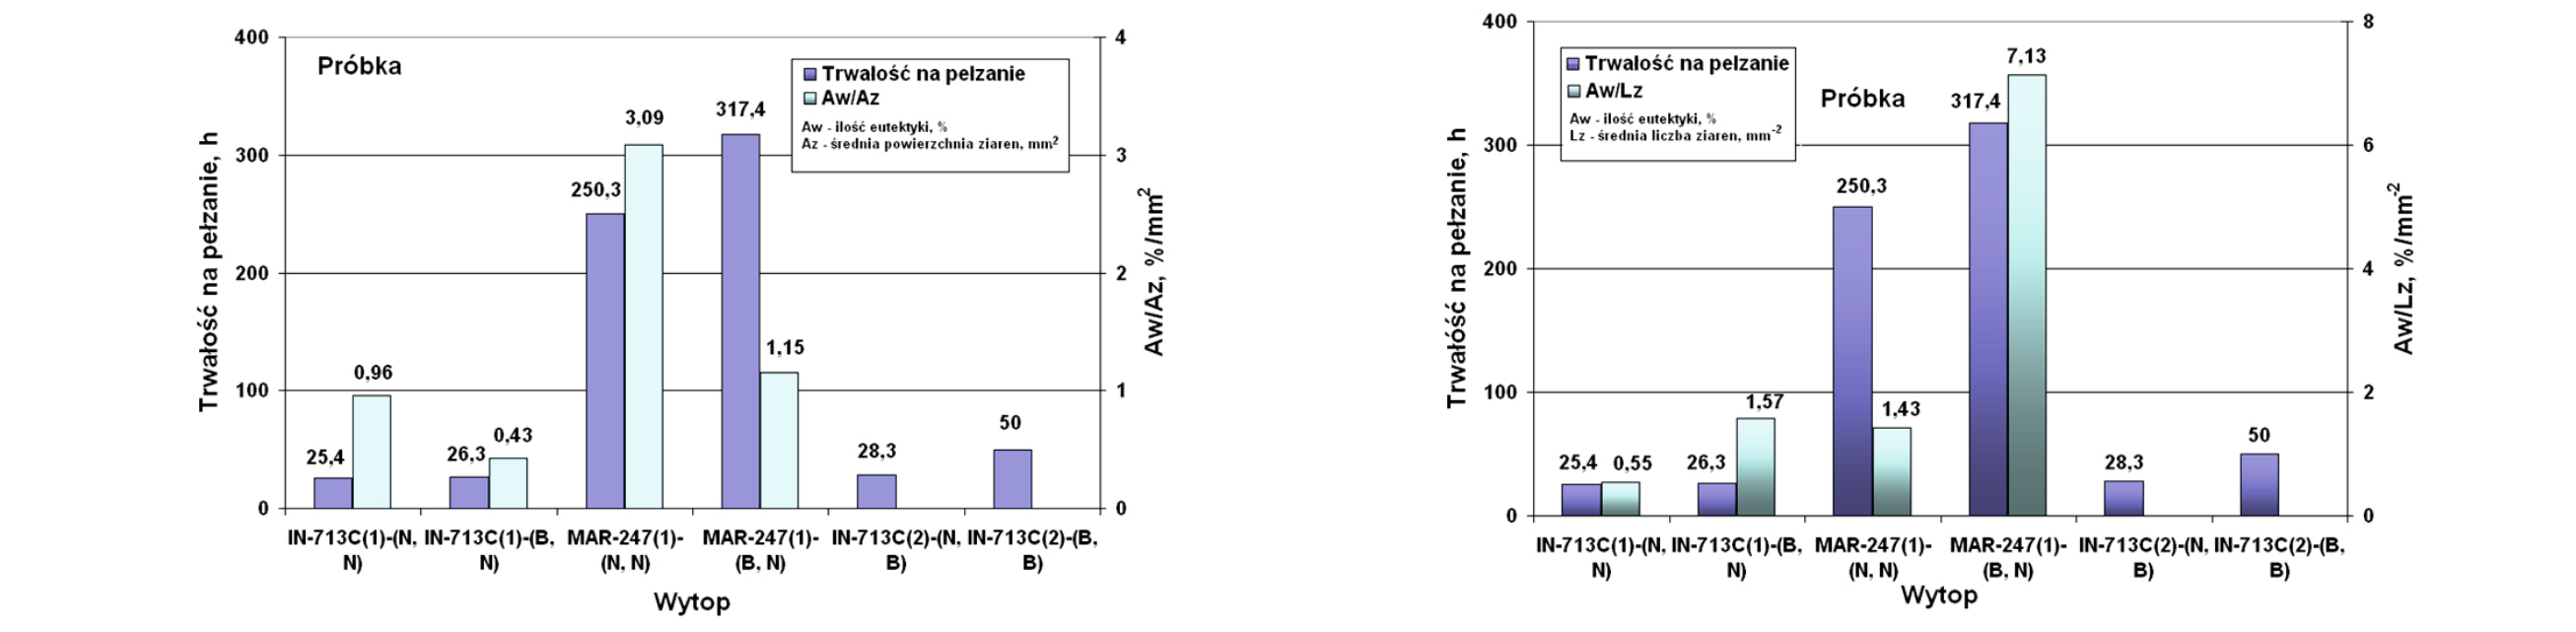 400
300
200
100
0
Trwałość na pełzanie, h
Próbka
Trwalość na pelzanie
Aw/Az
Aw - ilość eutektyki, %
Az - średnia powierzchnia ziaren, mm²
25,4
0,96
26,3
0,43
250,3
3,09
317,4
1,15
28,3
50
4
3
2
1
0
Aw/Az, %/mm²
IN-713C(1)-(N, N)
IN-713C(1)-(B, N)
MAR-247(1)-
(N, N)
MAR-247(1)-
(B, N)
IN-713C(2)-(N, B)
IN-713C(2)-(B, B)
Wytop
400
300
200
100
0
Trwałóść na pełzanie, h
Trwalość na pelzanie
Aw/Lz
Aw - ilość eutektyki, %
Lz - średnia liczba ziaren, mm⁻²
Próbka
25,4
0,55
26,3
1,57
250,3
1,43
317,4
7,13
28,3
50
8
6
4
2
0
Aw/Lz, %/mm⁻²
IN-713C(1)-(N, N)
IN-713C(1)-(B, N)
MAR-247(1)-
(N, N)
MAR-247(1)-
(B, N)
IN-713C(2)-(N, B)
IN-713C(2)-(B, B)
Wytop